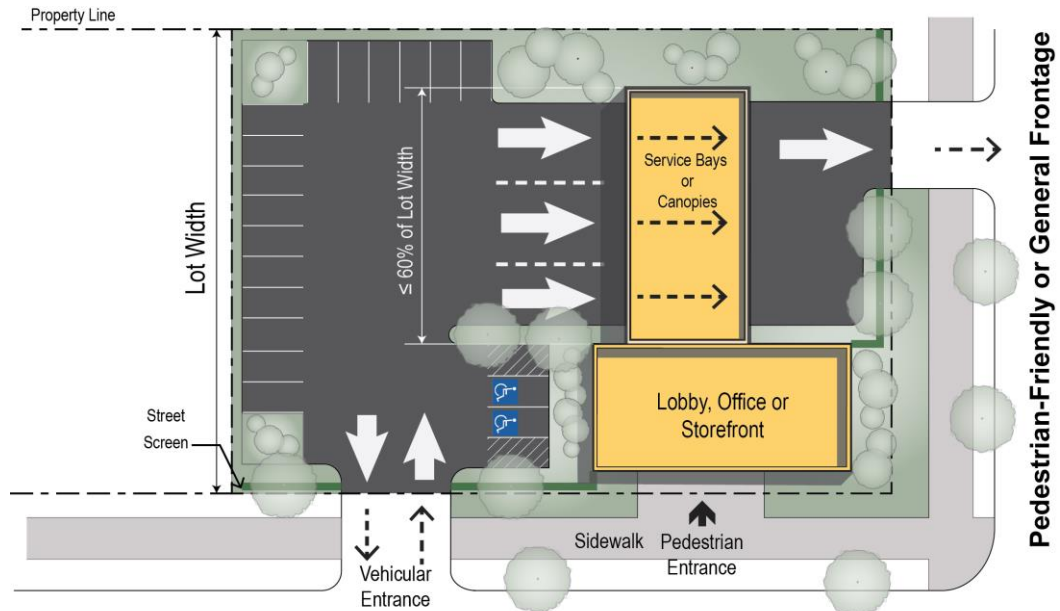 Property Line
Lot Width
≤ 60% of Lot Width
Service Bays
or
Canopies
Pedestrian-Friendly or General Frontage
Lobby, Office or
Storefront
Street
Screen
Vehicular
Entrance
Sidewalk
Pedestrian
Entrance